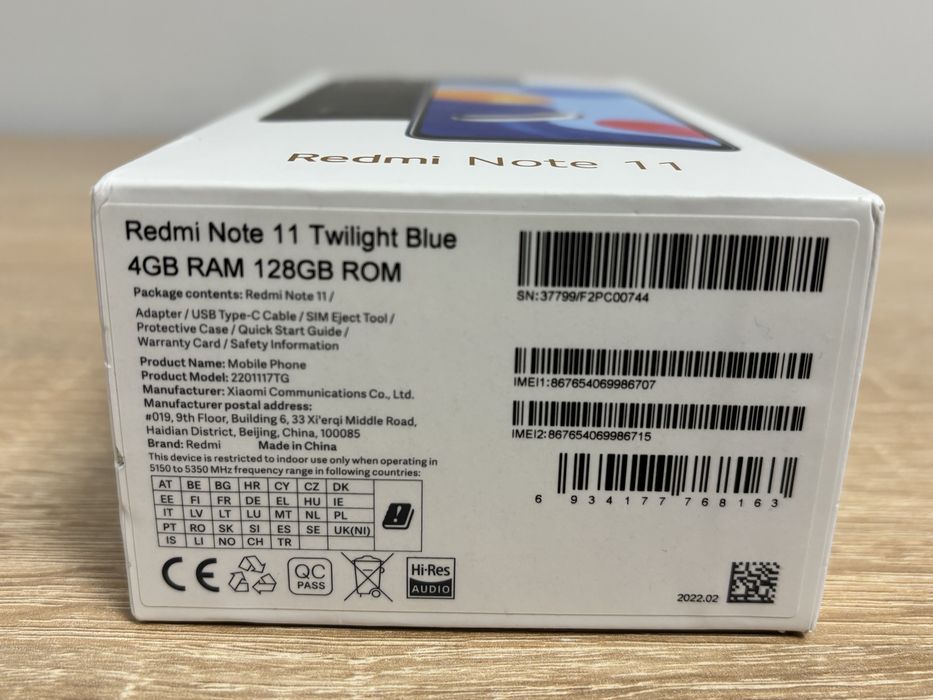 Redmi Note 11
Redmi Note 11 Twilight Blue
4GB RAM 128GB ROM
Package contents: Redmi Note 11 /
Adapter / USB Type-C Cable / SIM Eject Tool /
Protective Case / Quick Start Guide /
Warranty Card / Safety Information
Product Name: Mobile Phone
Product Model: 2201117TG
Manufacturer: Xiaomi Communications Co., Ltd.
Manufacturer postal address:
#019, 9th Floor, Building 6, 33 Xi'erqi Middle Road,
Haidian District, Beijing, China, 100085
Brand: Redmi Made in China
This device is restricted to indoor use only when operating in
5150 to 5350 MHz frequency range in following countries:
AT BE BG HR CY CZ DK
EE FI FR DE EL HU IE
IT LV LT LU MT NL PL
PT RO SK SI ES SE UK(NI)
IS LI NO CH TR
CE
QC
PASS
Hi-Res
AUDIO
SN:37799/F2PC00744
IMEI1:867654069986707
IMEI2:867654069986715
6 934177 768163
2022.02